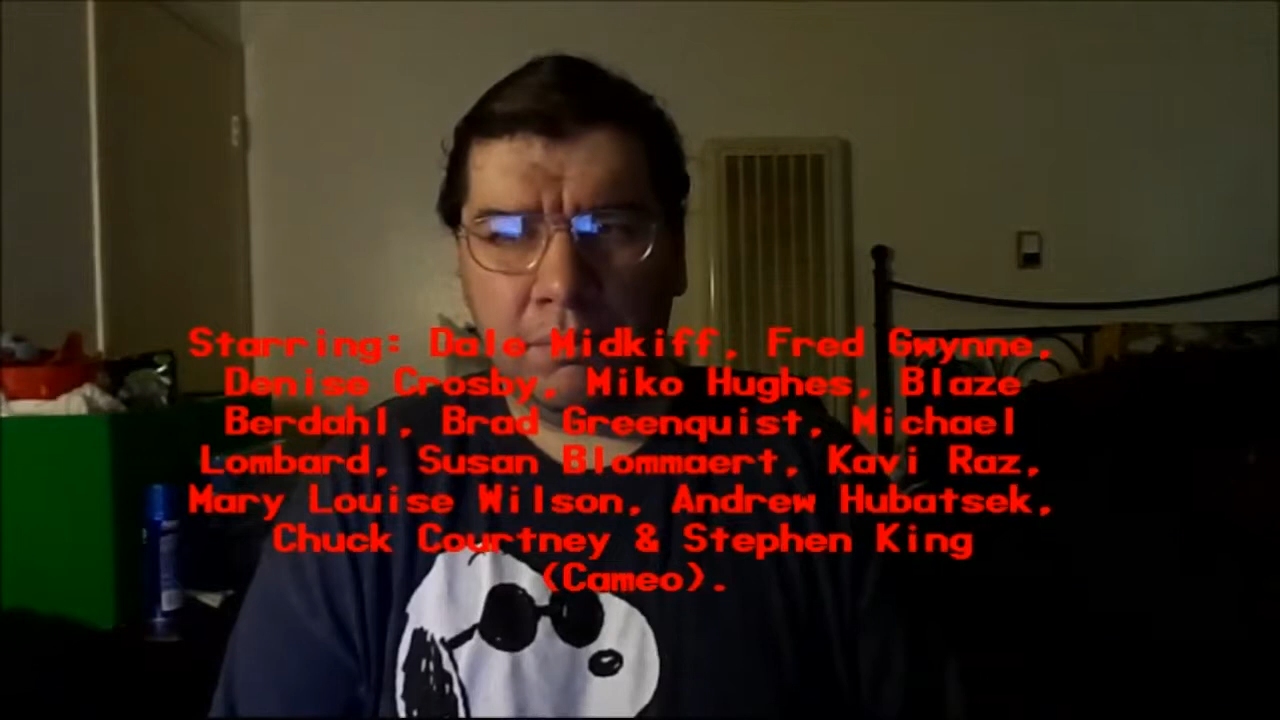 Starring: Dale Midkiff, Fred Gwynne,
Denise Crosby, Miko Hughes, Blaze
Berdahl, Brad Greenquist, Michael
Lombard, Susan Blommaert, Kavi Raz,
Mary Louise Wilson, Andrew Hubatsek,
Chuck Courtney & Stephen King
(Cameo).